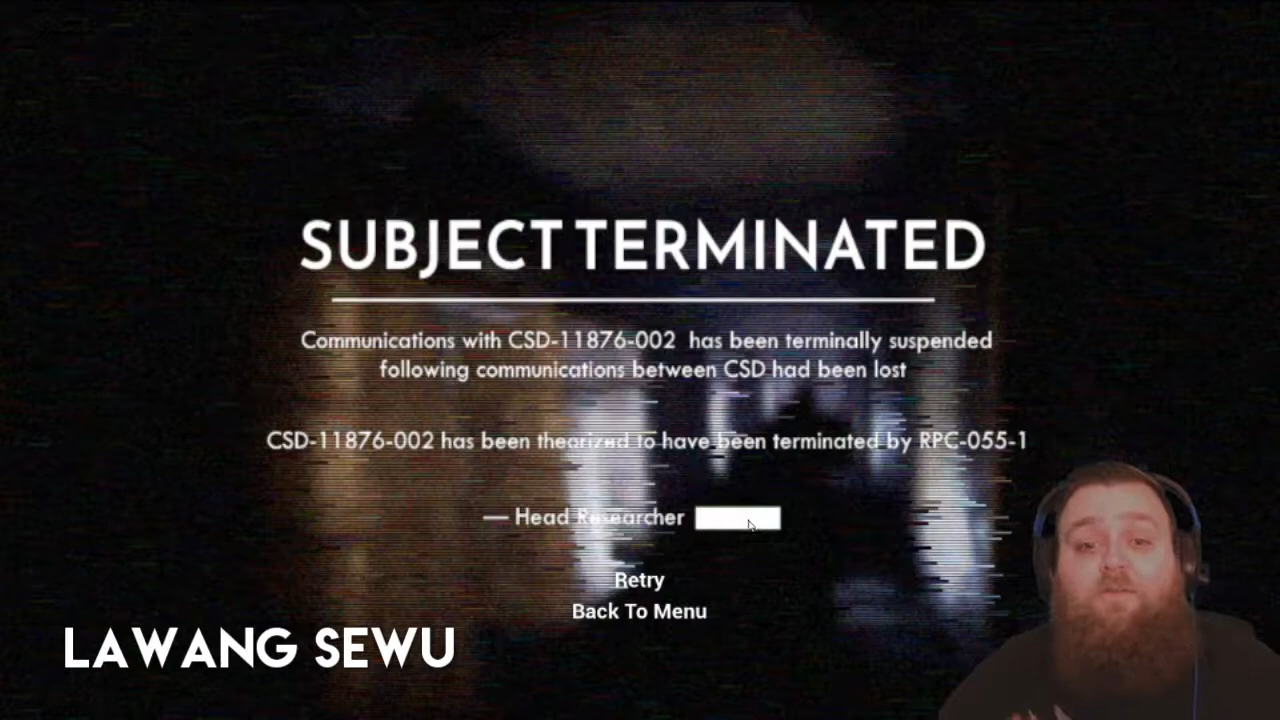 SUBJECT TERMINATED
Communications with CSD-11876-002 has been terminally suspended
following communications between CSD had been lost
CSD-11876-002 has been theorized to have been terminated by RPC-055-1
— Head Researcher
Retry
Back To Menu
LAWANG SEWU